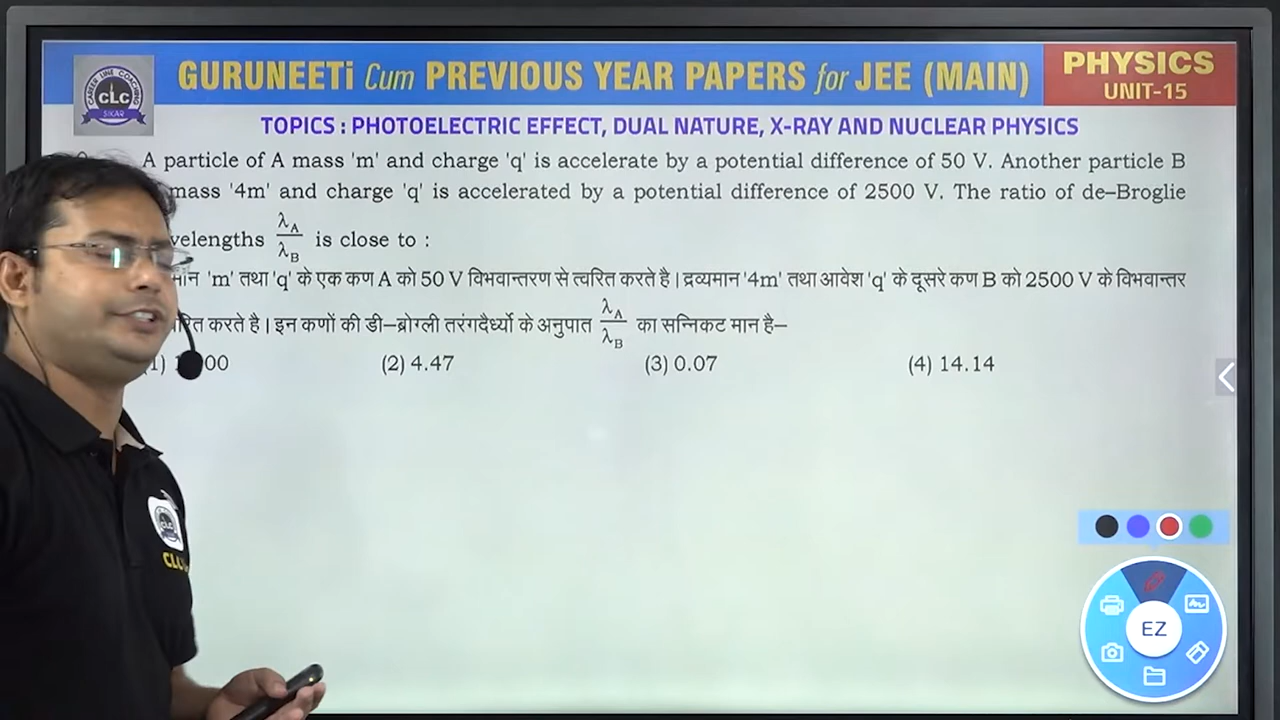 GURUNEETi Cum PREVIOUS YEAR PAPERS for JEE (MAIN)
PHYSICS
UNIT-15
CAREER LINE COACHING
CLC
SIKAR
TOPICS : PHOTOELECTRIC EFFECT, DUAL NATURE, X-RAY AND NUCLEAR PHYSICS
A particle of A mass 'm' and charge 'q' is accelerate by a potential difference of 50 V. Another particle B
mass '4m' and charge 'q' is accelerated by a potential difference of 2500 V. The ratio of de–Broglie
velengths λA/λB is close to :
'm' तथा 'q' के एक कण A को 50 V विभवान्तरण से त्वरित करते है। द्रव्यमान '4m' तथा आवेश 'q' के दूसरे कण B को 2500 V के विभवान्तर
करते है। इन कणों की डी–ब्रोग्ली तरंगदैर्ध्यो के अनुपात λA/λB का सन्निकट मान है–
(2) 4.47 (3) 0.07 (4) 14.14
CLC
EZ